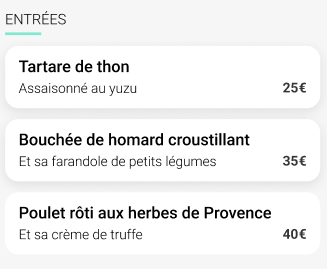 ENTRÉES
Tartare de thon
Assaisonné au yuzu 25€
Bouchée de homard croustillant
Et sa farandole de petits légumes 35€
Poulet rôti aux herbes de Provence
Et sa crème de truffe 40€